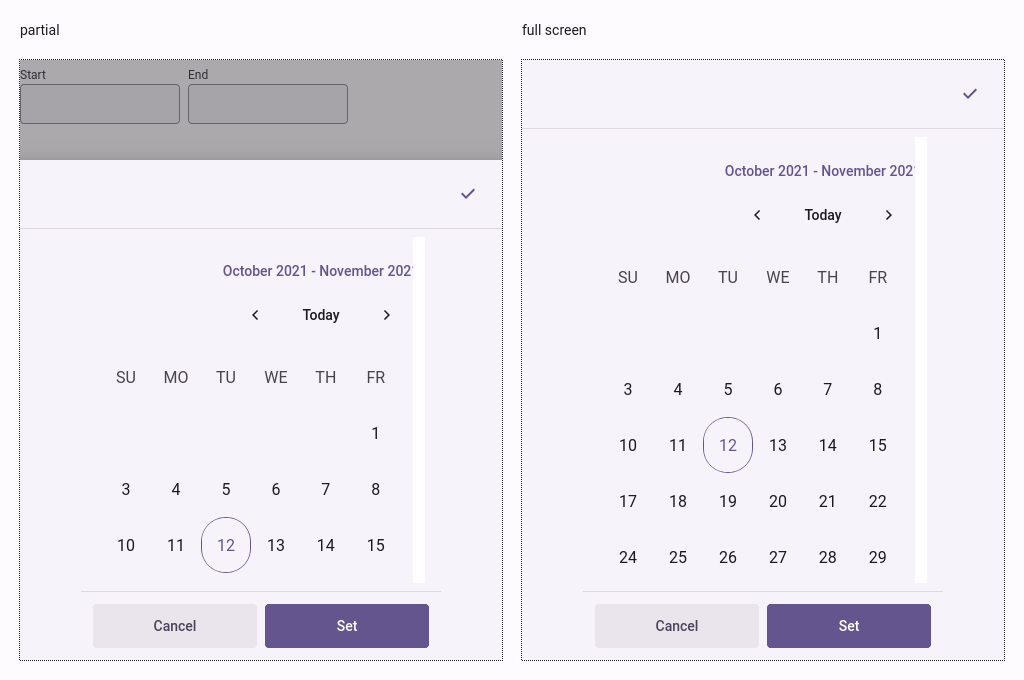 partial
full screen
Start
End
October 2021 - November 202
Today
SU MO TU WE TH FR
1
3 4 5 6 7 8
10 11 12 13 14 15
Cancel
Set
October 2021 - November 202
Today
SU MO TU WE TH FR
1
3 4 5 6 7 8
10 11 12 13 14 15
17 18 19 20 21 22
24 25 26 27 28 29
Cancel
Set